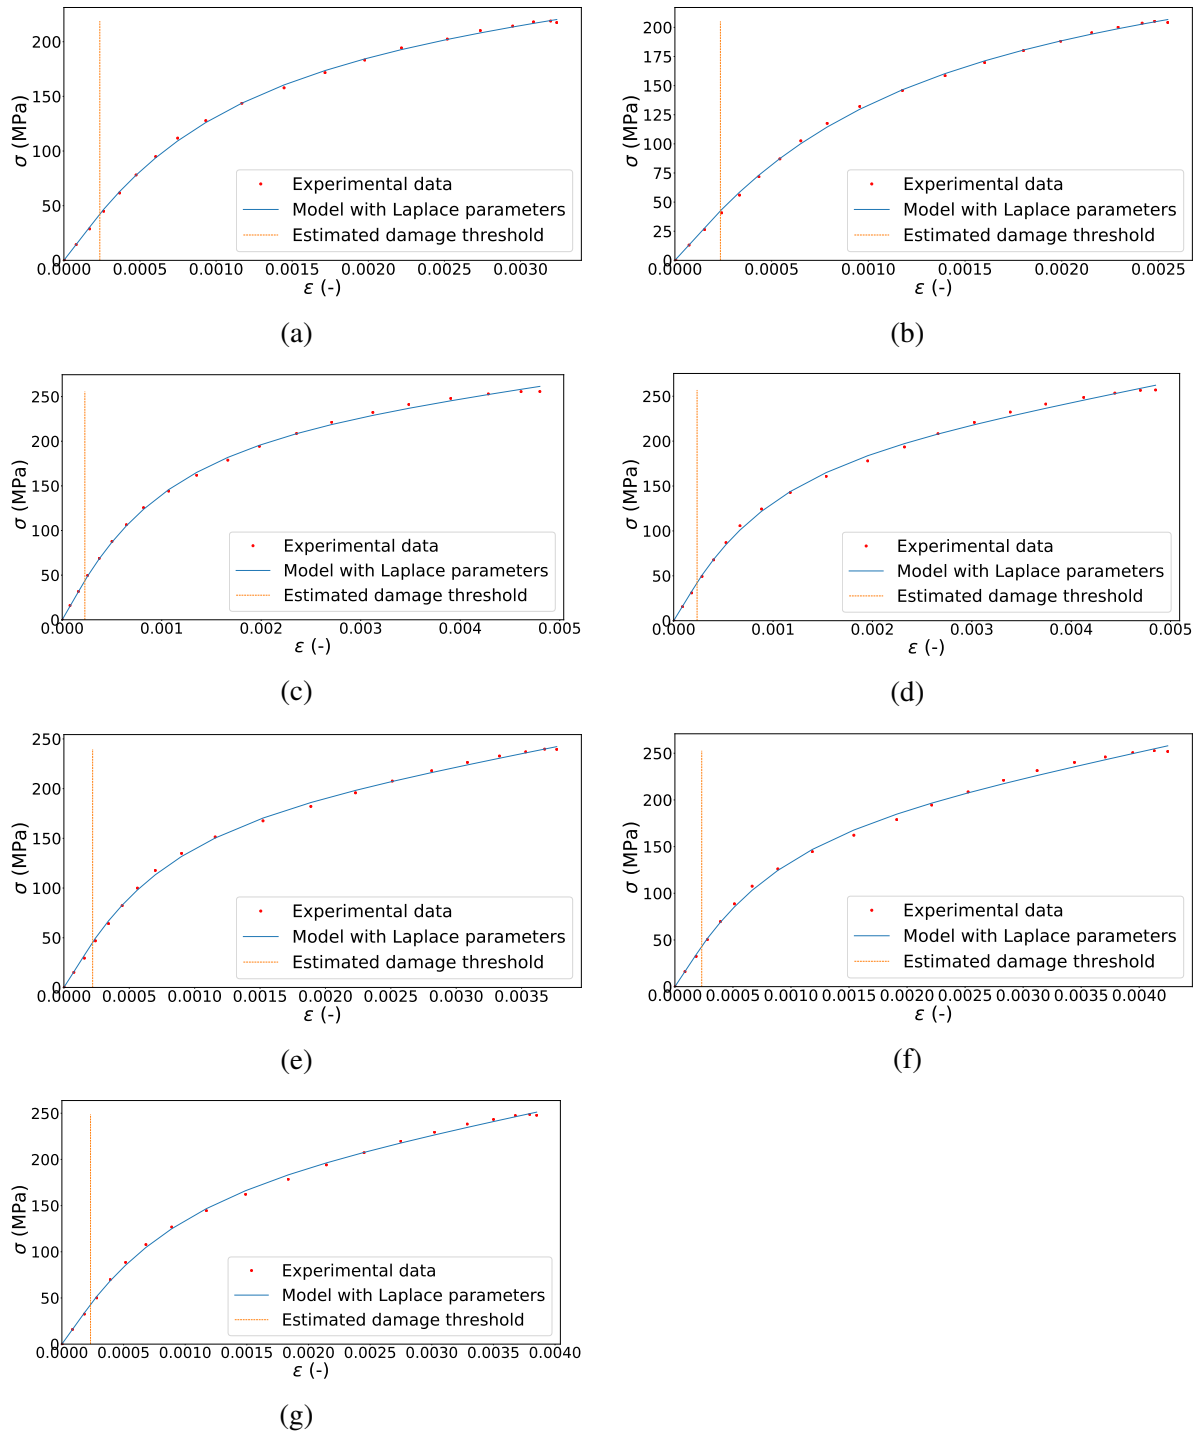 200
150
100
50
0
σ (MPa)
Experimental data
Model with Laplace parameters
Estimated damage threshold
0.0000 0.0005 0.0010 0.0015 0.0020 0.0025 0.0030
ε (-)
(a)
200
175
150
125
100
75
50
25
0
σ (MPa)
Experimental data
Model with Laplace parameters
Estimated damage threshold
0.0000 0.0005 0.0010 0.0015 0.0020 0.0025
ε (-)
(b)
250
200
150
100
50
0
σ (MPa)
Experimental data
Model with Laplace parameters
Estimated damage threshold
0.000 0.001 0.002 0.003 0.004 0.005
ε (-)
(c)
250
200
150
100
50
0
σ (MPa)
Experimental data
Model with Laplace parameters
Estimated damage threshold
0.000 0.001 0.002 0.003 0.004 0.005
ε (-)
(d)
250
200
150
100
50
0
σ (MPa)
Experimental data
Model with Laplace parameters
Estimated damage threshold
0.0000 0.0005 0.0010 0.0015 0.0020 0.0025 0.0030 0.0035
ε (-)
(e)
250
200
150
100
50
0
σ (MPa)
Experimental data
Model with Laplace parameters
Estimated damage threshold
0.0000 0.0005 0.0010 0.0015 0.0020 0.0025 0.0030 0.0035 0.0040
ε (-)
(f)
250
200
150
100
50
0
σ (MPa)
Experimental data
Model with Laplace parameters
Estimated damage threshold
0.0000 0.0005 0.0010 0.0015 0.0020 0.0025 0.0030 0.0035 0.0040
ε (-)
(g)